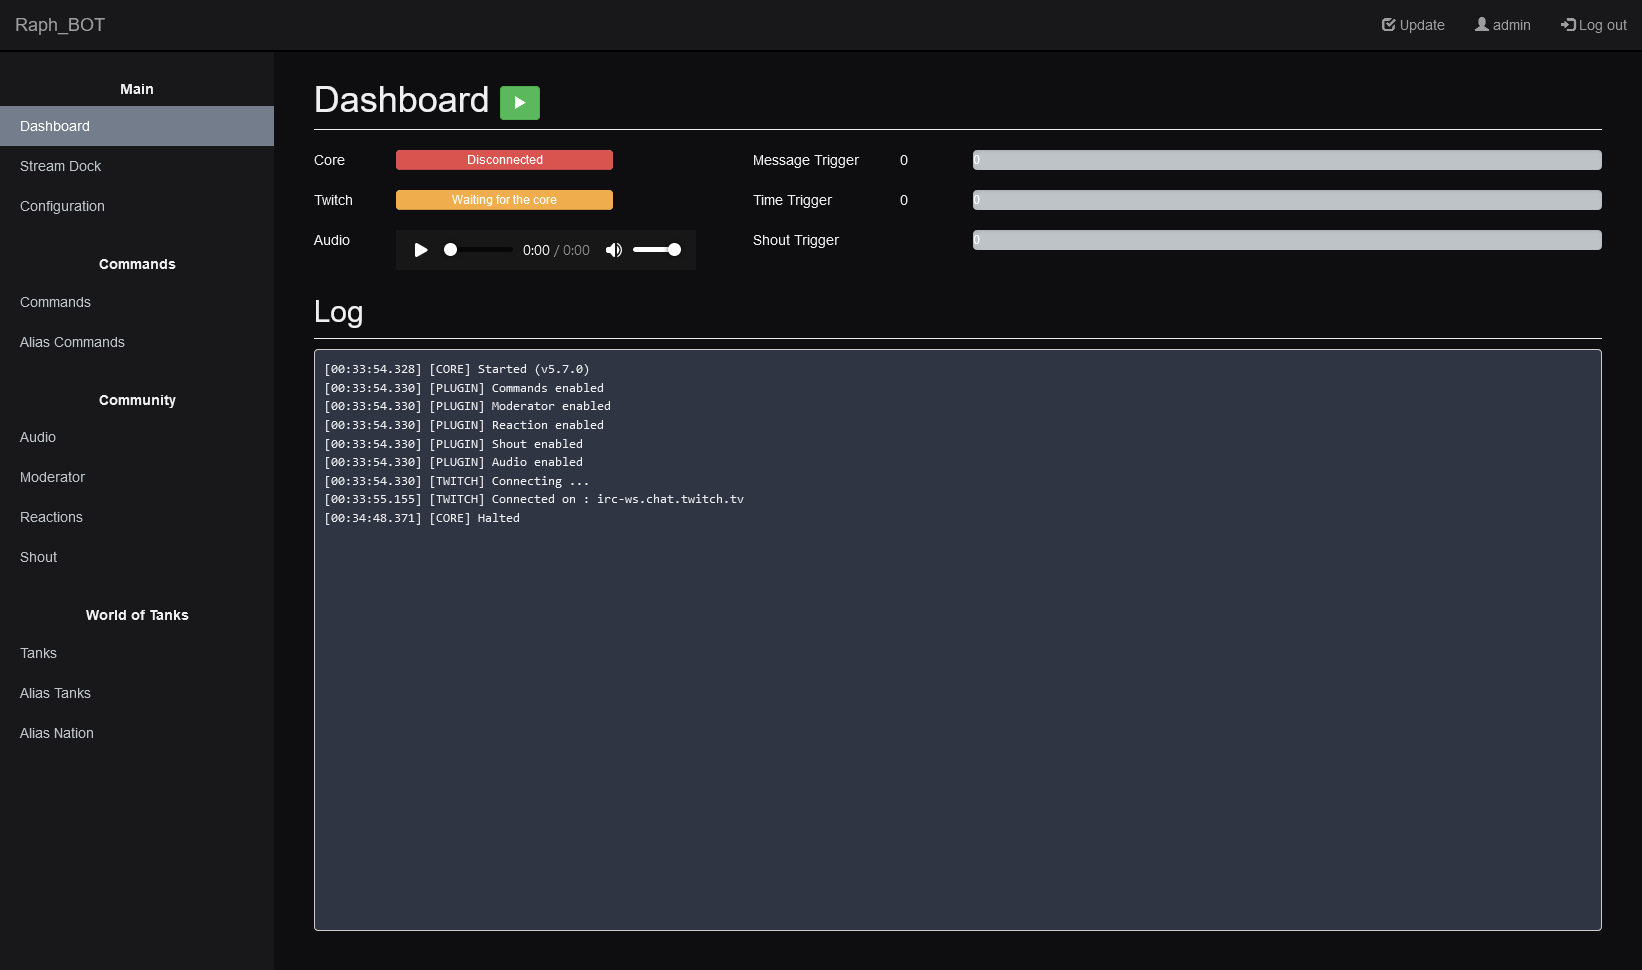 Raph_BOT
Update admin Log out
Main
Dashboard
Stream Dock
Configuration
Commands
Commands
Alias Commands
Community
Audio
Moderator
Reactions
Shout
World of Tanks
Tanks
Alias Tanks
Alias Nation
Dashboard
Core Disconnected
Twitch Waiting for the core
Audio 0:00 / 0:00
Message Trigger 0 0
Time Trigger 0 0
Shout Trigger 0
Log
[00:33:54.328] [CORE] Started (v5.7.0)
[00:33:54.330] [PLUGIN] Commands enabled
[00:33:54.330] [PLUGIN] Moderator enabled
[00:33:54.330] [PLUGIN] Reaction enabled
[00:33:54.330] [PLUGIN] Shout enabled
[00:33:54.330] [PLUGIN] Audio enabled
[00:33:54.330] [TWITCH] Connecting ...
[00:33:55.155] [TWITCH] Connected on : irc-ws.chat.twitch.tv
[00:34:48.371] [CORE] Halted